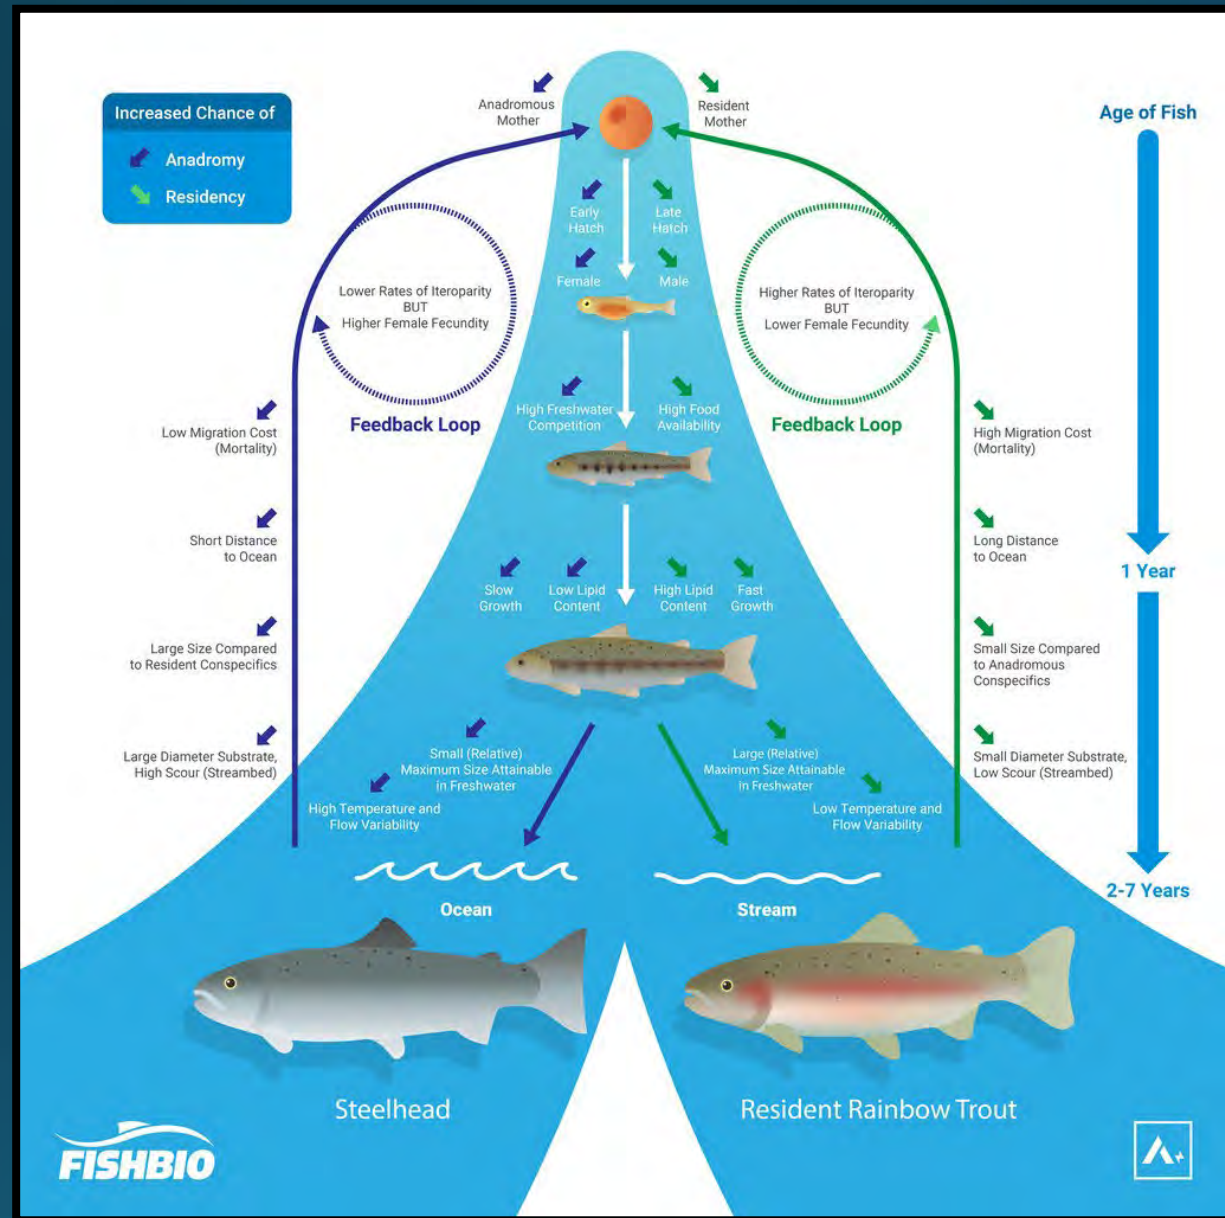 Increased Chance of
Anadromy
Residency
Anadromous
Mother
Resident
Mother
Age of Fish
Early
Hatch
Late
Hatch
Female
Male
Lower Rates of Iteroparity
BUT
Higher Female Fecundity
Feedback Loop
Higher Rates of Iteroparity
BUT
Lower Female Fecundity
Feedback Loop
High Freshwater
Competition
High Food
Availability
Low Migration Cost
(Mortality)
High Migration Cost
(Mortality)
Short Distance
to Ocean
Long Distance
to Ocean
1 Year
Slow
Growth
Low Lipid
Content
High Lipid
Content
Fast
Growth
Large Size Compared
to Resident Conspecifics
Small Size Compared
to Anadromous
Conspecifics
Large Diameter Substrate,
High Scour (Streambed)
Small (Relative)
Maximum Size Attainable
in Freshwater
Large (Relative)
Maximum Size Attainable
in Freshwater
Small Diameter Substrate,
Low Scour (Streambed)
High Temperature and
Flow Variability
Low Temperature and
Flow Variability
2-7 Years
Ocean
Stream
Steelhead
Resident Rainbow Trout
FISHBIO